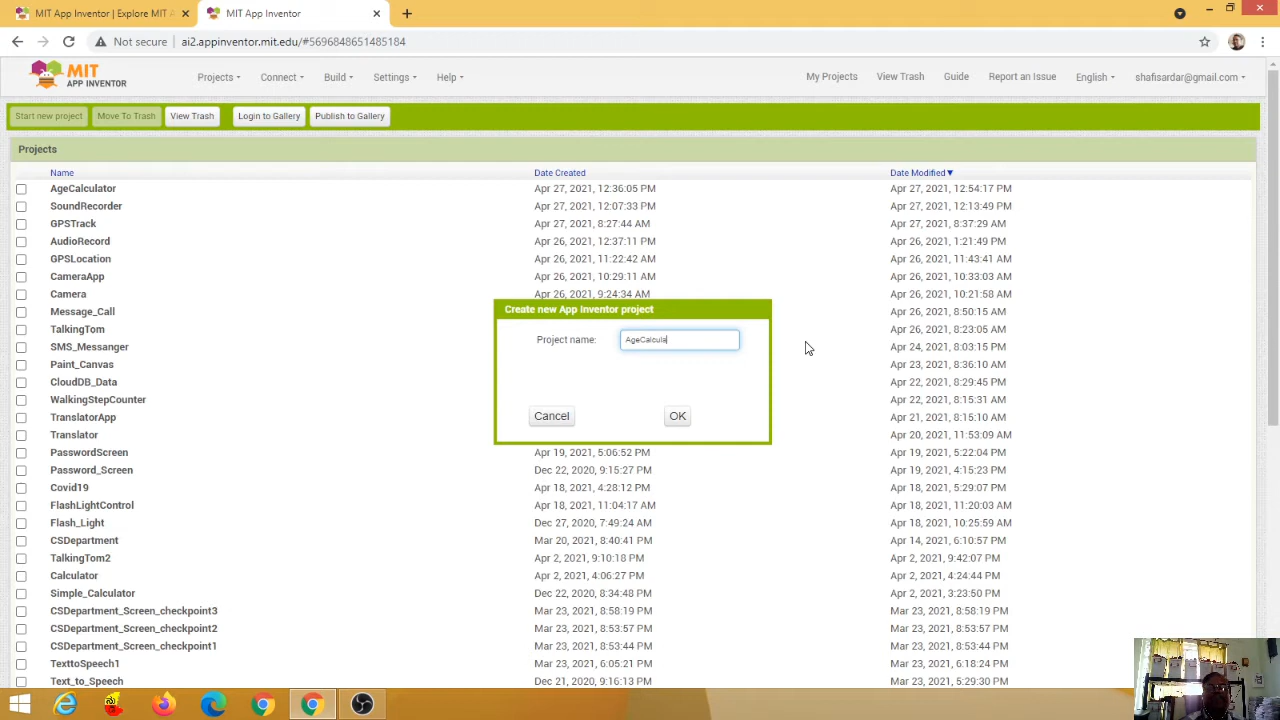 MIT App Inventor | Explore MIT A
MIT App Inventor
Not secure
ai2.appinventor.mit.edu/#5696848651485184
MIT
APP INVENTOR
Projects
Connect
Build
Settings
Help
My Projects
View Trash
Guide
Report an Issue
English
shafisardar@gmail.com
Start new project
Move To Trash
View Trash
Login to Gallery
Publish to Gallery
Projects
Name Date Created Date Modified
AgeCalculator Apr 27, 2021, 12:36:05 PM Apr 27, 2021, 12:54:17 PM
SoundRecorder Apr 27, 2021, 12:07:33 PM Apr 27, 2021, 12:13:49 PM
GPSTrack Apr 27, 2021, 8:27:44 AM Apr 27, 2021, 8:37:29 AM
AudioRecord Apr 26, 2021, 12:37:11 PM Apr 26, 2021, 1:21:49 PM
GPSLocation Apr 26, 2021, 11:22:42 AM Apr 26, 2021, 11:43:41 AM
CameraApp Apr 26, 2021, 10:29:11 AM Apr 26, 2021, 10:33:03 AM
Camera Apr 26, 2021, 9:24:34 AM Apr 26, 2021, 10:21:58 AM
Message_Call Apr 26, 2021, 8:50:15 AM
TalkingTom Apr 26, 2021, 8:23:05 AM
SMS_Messanger Apr 24, 2021, 8:03:15 PM
Paint_Canvas Apr 23, 2021, 8:36:10 AM
CloudDB_Data Apr 22, 2021, 8:29:45 PM
WalkingStepCounter Apr 22, 2021, 8:15:31 AM
TranslatorApp Apr 21, 2021, 8:15:10 AM
Translator Apr 20, 2021, 11:53:09 AM
Create new App Inventor project
Project name: AgeCalcula
Cancel OK
PasswordScreen Apr 19, 2021, 5:06:52 PM Apr 19, 2021, 5:22:04 PM
Password_Screen Dec 22, 2020, 9:15:27 PM Apr 19, 2021, 4:15:23 PM
Covid19 Apr 18, 2021, 4:28:12 PM Apr 18, 2021, 5:29:07 PM
FlashLightControl Apr 18, 2021, 11:04:17 AM Apr 18, 2021, 11:20:03 AM
Flash_Light Dec 27, 2020, 7:49:24 AM Apr 18, 2021, 10:25:59 AM
CSDepartment Mar 20, 2021, 8:40:41 PM Apr 14, 2021, 6:10:57 PM
TalkingTom2 Apr 2, 2021, 9:10:18 PM Apr 2, 2021, 9:42:07 PM
Calculator Apr 2, 2021, 4:06:27 PM Apr 2, 2021, 4:24:44 PM
Simple_Calculator Dec 22, 2020, 8:34:48 PM Apr 2, 2021, 3:23:50 PM
CSDepartment_Screen_checkpoint3 Mar 23, 2021, 8:58:19 PM Mar 23, 2021, 8:58:19 PM
CSDepartment_Screen_checkpoint2 Mar 23, 2021, 8:53:57 PM Mar 23, 2021, 8:53:57 PM
CSDepartment_Screen_checkpoint1 Mar 23, 2021, 8:53:44 PM Mar 23, 2021, 8:53:44 PM
TexttoSpeech1 Mar 23, 2021, 6:05:21 PM Mar 23, 2021, 6:18:24 PM
Text_to_Speech Dec 21, 2020, 9:16:13 PM Mar 23, 2021, 5:29:30 PM